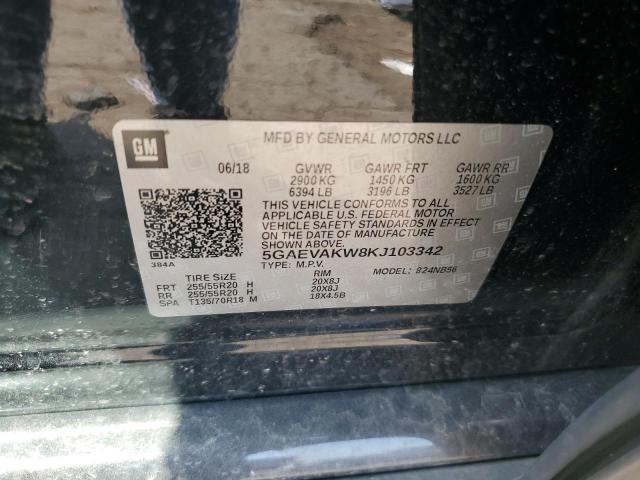 GM
MFD BY GENERAL MOTORS LLC
06/18 GVWR GAWR FRT GAWR RR
2900 KG 1450 KG 1600 KG
6394 LB 3196 LB 3527 LB
THIS VEHICLE CONFORMS TO ALL
APPLICABLE U.S. FEDERAL MOTOR
VEHICLE SAFETY STANDARDS IN
EFFECT ON THE DATE OF MANUFACTURE
SHOWN ABOVE.
5GAEVAKW8KJ103342
384A
TYPE: M.P.V. MODEL: 824NB56
TIRE SIZE RIM
FRT 255/55R20 H 20X8J
RR 255/55R20 H 20X8J
SPA T135/70R18 M 18X4.5B